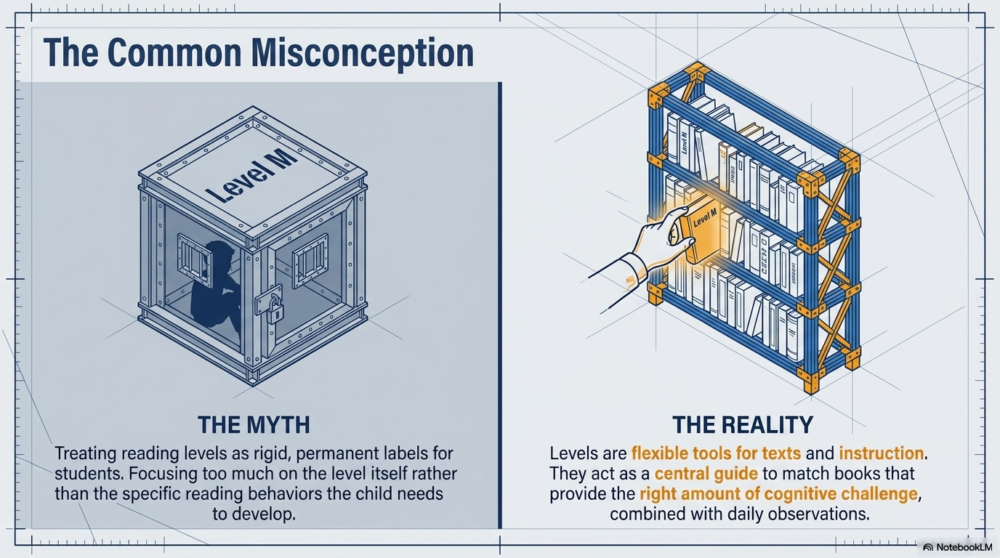 The Common Misconception
Level M
THE MYTH
Treating reading levels as rigid, permanent labels for
students. Focusing too much on the level itself rather
than the specific reading behaviors the child needs
to develop.
Level M
THE REALITY
Levels are flexible tools for texts and instruction.
They act as a central guide to match books that
provide the right amount of cognitive challenge,
combined with daily observations.
NotebookLM